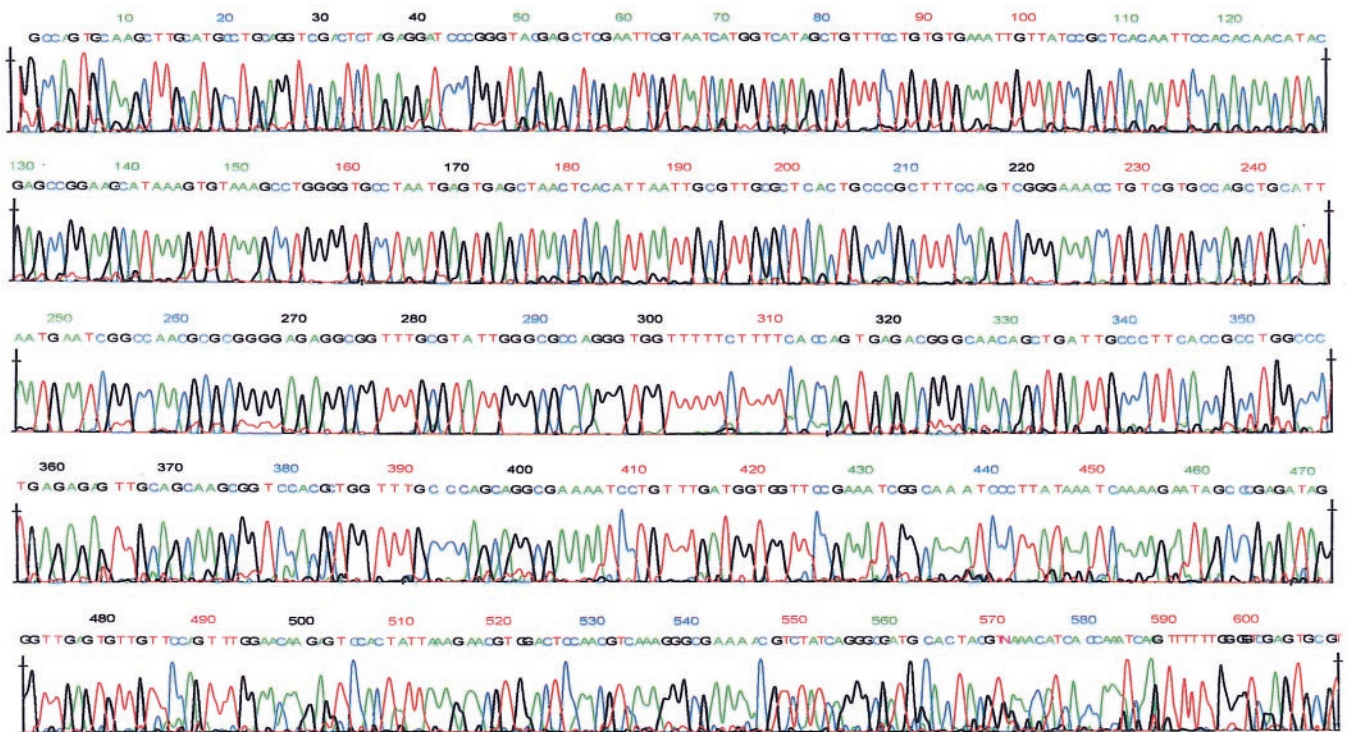 10 20 30 40 50 60 70 80 90 100 110 120
GCCAGTGCAAGCTTGCATGCCTGCAGGTCGACTCTAGAGGATCCCCGGGTACGAGCTCGAATTCGTAATCATGGTCATAGCTGTTTCCTGTGTGAAATTGTTATCCGCTCACAATTCCACACAACATAC
130 140 150 160 170 180 190 200 210 220 230 240
GAGCCGGAAGCATAAAGTGTAAAGCCTGGGGTGCCTAATGAGTGAGCTAACTCACATTAATTGCGTTGCGCTCACTGCCCGCTTTCCAGTCGGGAAACCTGTCGTGCCAGCTGCATT
250 260 270 280 290 300 310 320 330 340 350
AATGAATCGGCCAACGCGCGGGGAGAGGCGGTTTGCGTATTGGGCGCCAGGGTGGTTTTTCTTTTCACCAGTGAGACGGGCAACAGCTGATTGCCCTTCACCGCCTGGCCC
360 370 380 390 400 410 420 430 440 450 460 470
TGAGAGAGTTGCAGCAAGCGGTCCACGCTGGTTTGCCCCAGCAGGCGAAAATCCTGTTTGATGGTGGTTCCGAAATCGGCAAAATCCCTTATAAATCAAAAGAATAGCCCGAGATAG
480 490 500 510 520 530 540 550 560 570 580 590 600
GGTTGAGTGTTGTTCCAGTTTGGAACAAGAGTCCACTATTAAAGAACGTGGACTCCAACGTCAAAGGGCGAAAAACGTCTATCAGGGCGATGCACTACGTNAAACATCACCAAATCAGTTTTTTGGGGTCGAGTGCGT